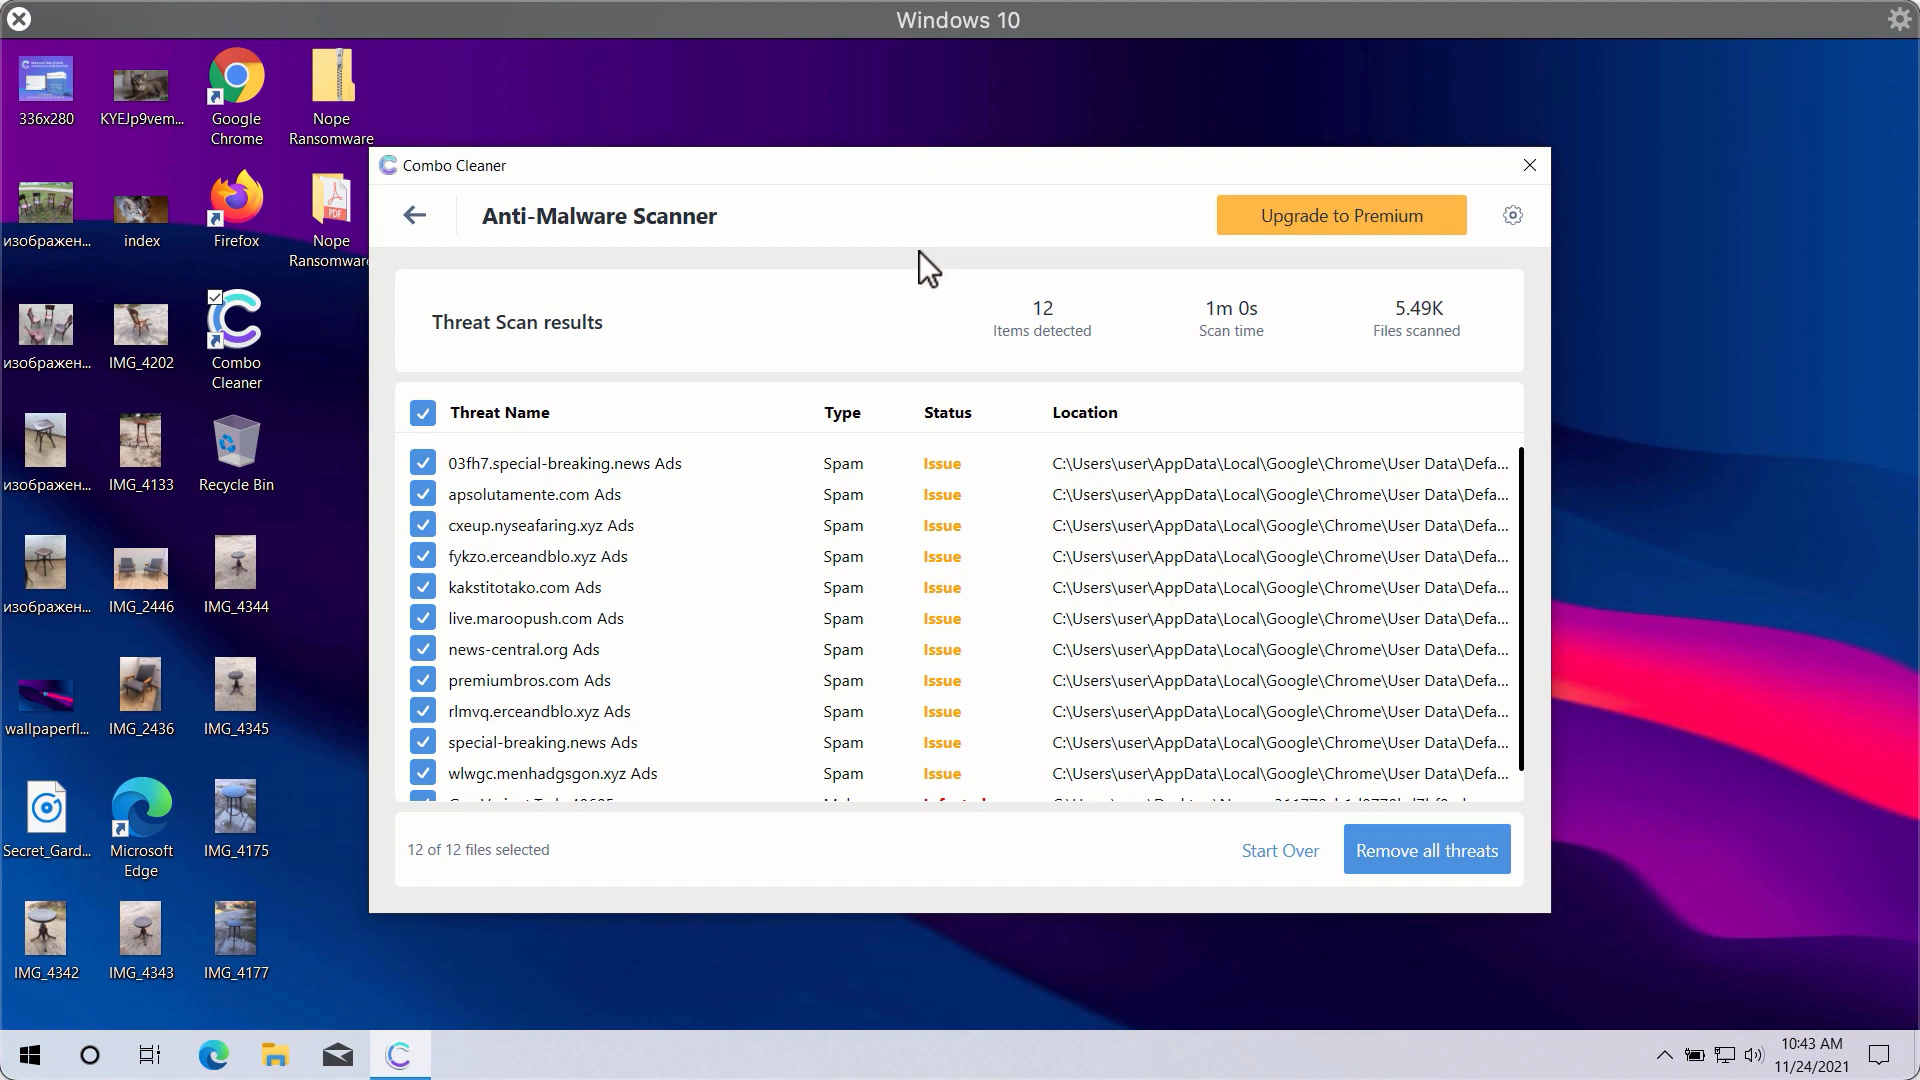 Windows 10
336x280
KYEJp9vem...
Google
Chrome
Nope
Ransomware
изображен...
index
Firefox
Nope
Ransomware
изображен...
IMG_4202
Combo
Cleaner
изображен...
IMG_4133
Recycle Bin
изображен...
IMG_2446
IMG_4344
wallpaperfl...
IMG_2436
IMG_4345
Secret_Gard...
Microsoft
Edge
IMG_4175
IMG_4342
IMG_4343
IMG_4177
Combo Cleaner
Anti-Malware Scanner
Upgrade to Premium
Threat Scan results
12
Items detected
1m 0s
Scan time
5.49K
Files scanned
Threat Name Type Status Location
03fh7.special-breaking.news Ads Spam Issue C:\Users\user\AppData\Local\Google\Chrome\User Data\Defa...
apsolutamente.com Ads Spam Issue C:\Users\user\AppData\Local\Google\Chrome\User Data\Defa...
cxeup.nyseafaring.xyz Ads Spam Issue C:\Users\user\AppData\Local\Google\Chrome\User Data\Defa...
fykzo.erceandblo.xyz Ads Spam Issue C:\Users\user\AppData\Local\Google\Chrome\User Data\Defa...
kakstitotako.com Ads Spam Issue C:\Users\user\AppData\Local\Google\Chrome\User Data\Defa...
live.maroopush.com Ads Spam Issue C:\Users\user\AppData\Local\Google\Chrome\User Data\Defa...
news-central.org Ads Spam Issue C:\Users\user\AppData\Local\Google\Chrome\User Data\Defa...
premiumbros.com Ads Spam Issue C:\Users\user\AppData\Local\Google\Chrome\User Data\Defa...
rlmvq.erceandblo.xyz Ads Spam Issue C:\Users\user\AppData\Local\Google\Chrome\User Data\Defa...
special-breaking.news Ads Spam Issue C:\Users\user\AppData\Local\Google\Chrome\User Data\Defa...
wlwgc.menhadgsgon.xyz Ads Spam Issue C:\Users\user\AppData\Local\Google\Chrome\User Data\Defa...
12 of 12 files selected
Start Over
Remove all threats
10:43 AM
11/24/2021